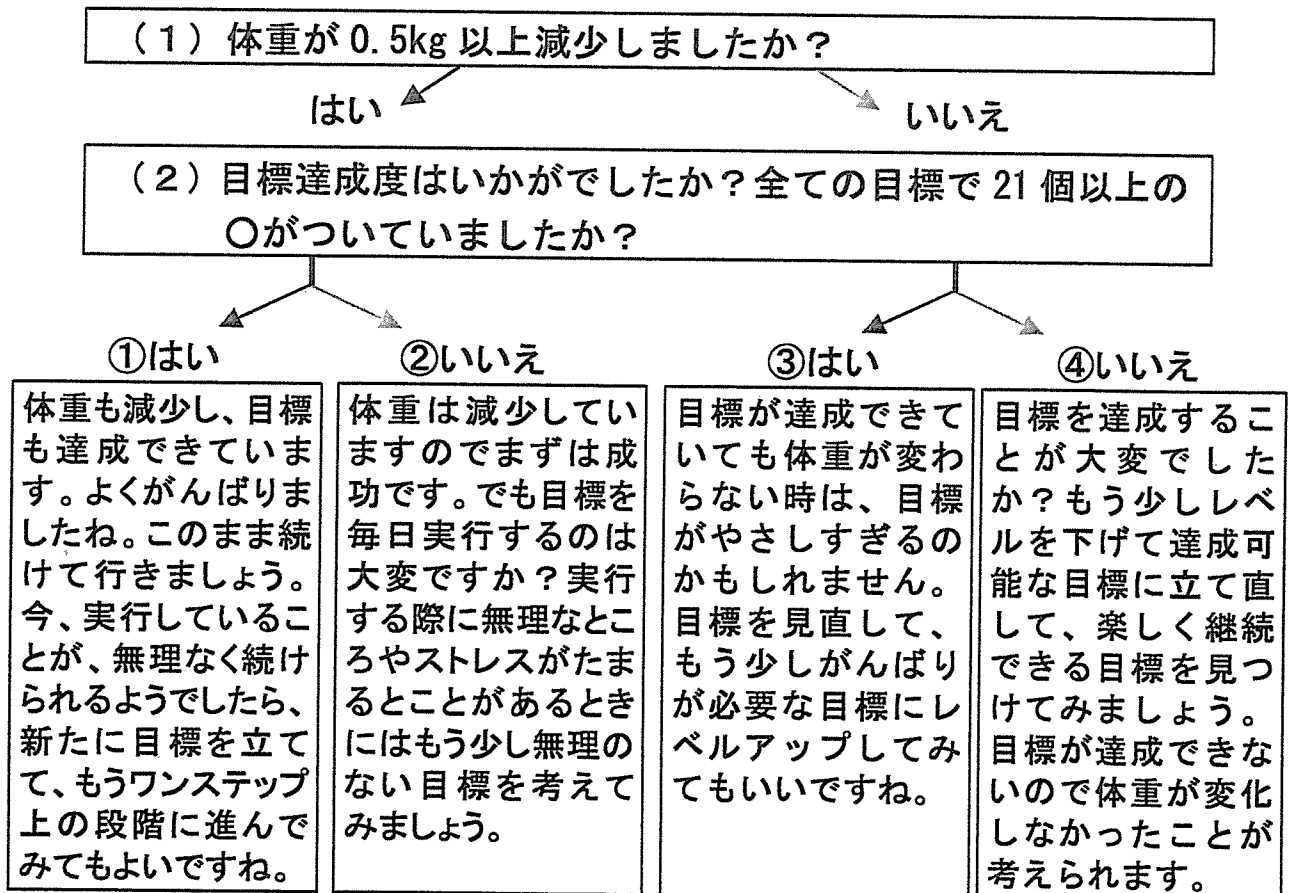 （1）体重が0.5kg以上減少しましたか？
はい
いいえ
（2）目標達成度はいかがでしたか？全ての目標で21個以上の
〇がついていましたか？
①はい
②いいえ
③はい
④いいえ
体重も減少し、目標
も達成できていま
す。よくがんばりま
したね。このまま続
けて行きましょう。
今、実行しているこ
とが、無理なく続け
られるようでしたら、
新たに目標を立て
て、もうワンステップ
上の段階に進んで
みてもよいですね。
体重は減少してい
ますのでまずは成
功です。でも目標を
毎日実行するのは
大変ですか？実行
する際に無理なとこ
ろやストレスがたま
るとことがあるとき
にはもう少し無理の
ない目標を考えて
みましょう。
目標が達成できて
いても体重が変わ
らない時は、目標
がやさしすぎるの
かもしれません。
目標を見直して、
もう少しがんばり
が必要な目標にレ
ベルアップしてみ
てもいいですね。
目標を達成するこ
とが大変でした
か？もう少しレベ
ルを下げて達成可
能な目標に立て直
して、楽しく継続
できる目標を見つ
けてみましょう。
目標が達成できな
いので体重が変化
しなかったことが
考えられます。